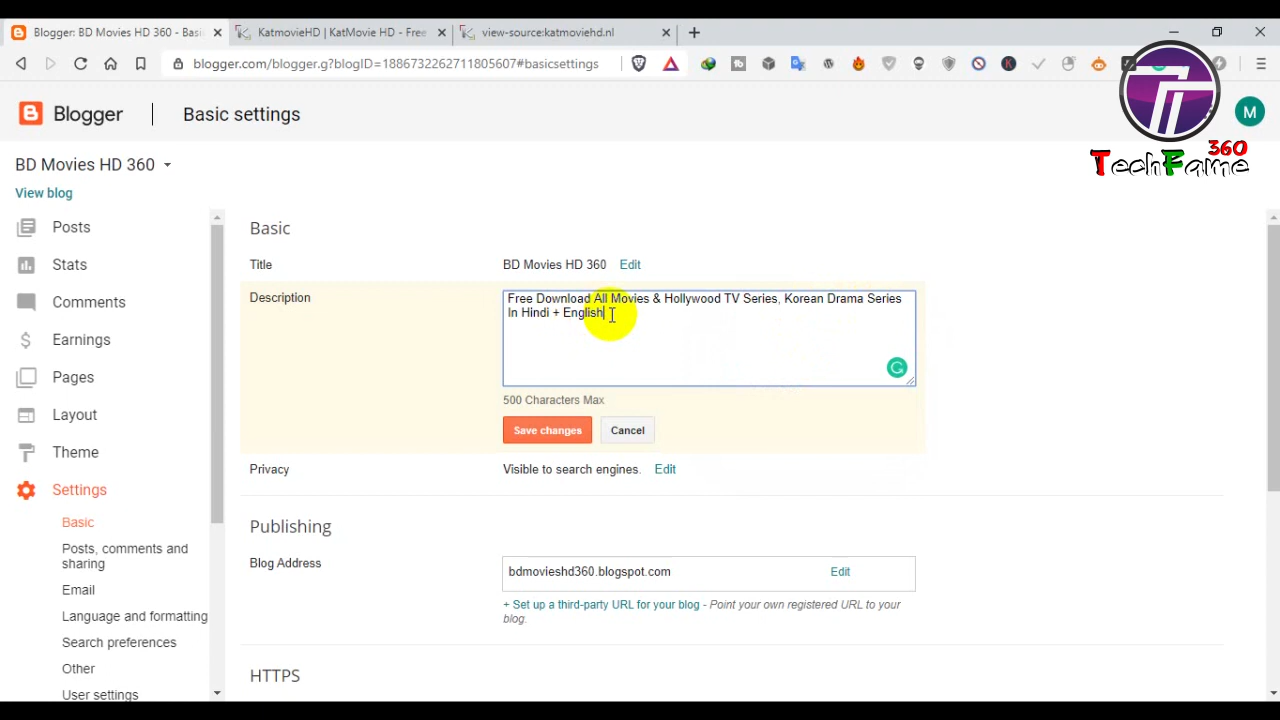 Blogger: BD Movies HD 360 - Basi
KatmovieHD | KatMovie HD - Free
view-source:katmoviehd.nl
blogger.com/blogger.g?blogID=1886732262711805607#basicsettings
Blogger
Basic settings
M
TechFame
360
BD Movies HD 360
View blog
Posts
Stats
Comments
Earnings
Pages
Layout
Theme
Settings
Basic
Posts, comments and
sharing
Email
Language and formatting
Search preferences
Other
User settings
Basic
Title
BD Movies HD 360 Edit
Description
Free Download All Movies & Hollywood TV Series, Korean Drama Series
In Hindi + English
500 Characters Max
Save changes
Cancel
Privacy
Visible to search engines. Edit
Publishing
Blog Address
bdmovieshd360.blogspot.com
Edit
+ Set up a third-party URL for your blog - Point your own registered URL to your
blog.
HTTPS